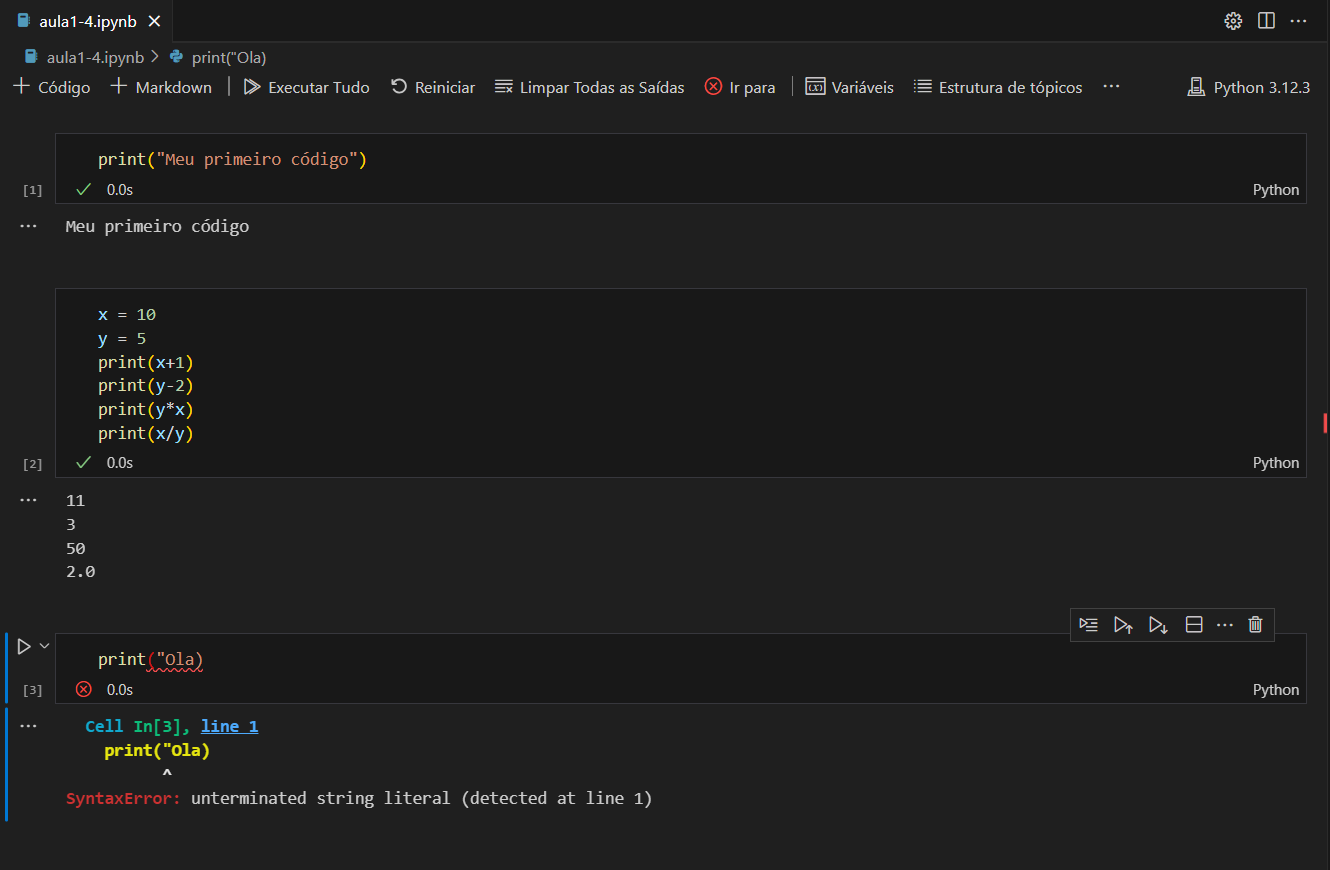 aula1-4.ipynb
aula1-4.ipynb > print("Ola)
Código Markdown Executar Tudo Reiniciar Limpar Todas as Saídas Ir para Variáveis Estrutura de tópicos ... Python 3.12.3
print("Meu primeiro código")
[1] 0.0s Python
... Meu primeiro código
x = 10
y = 5
print(x+1)
print(y-2)
print(y*x)
print(x/y)
[2] 0.0s Python
... 11
3
50
2.0
print("Ola)
[3] 0.0s Python
... Cell In[3], line 1
print("Ola)
^
SyntaxError: unterminated string literal (detected at line 1)